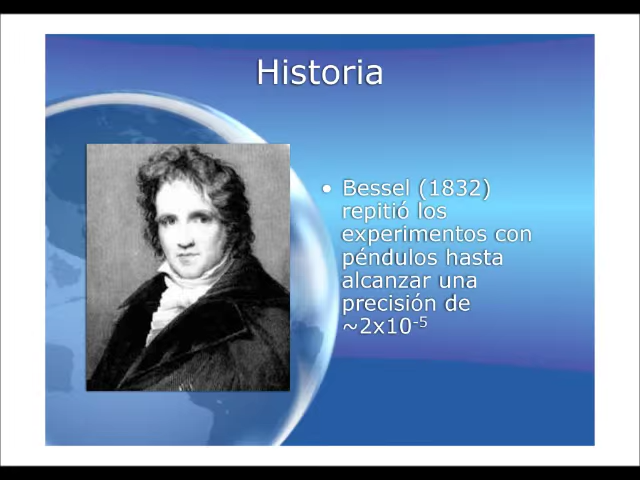 Historia
• Bessel (1832)
repitió los
experimentos con
péndulos hasta
alcanzar una
precisión de
~2x10⁻⁵